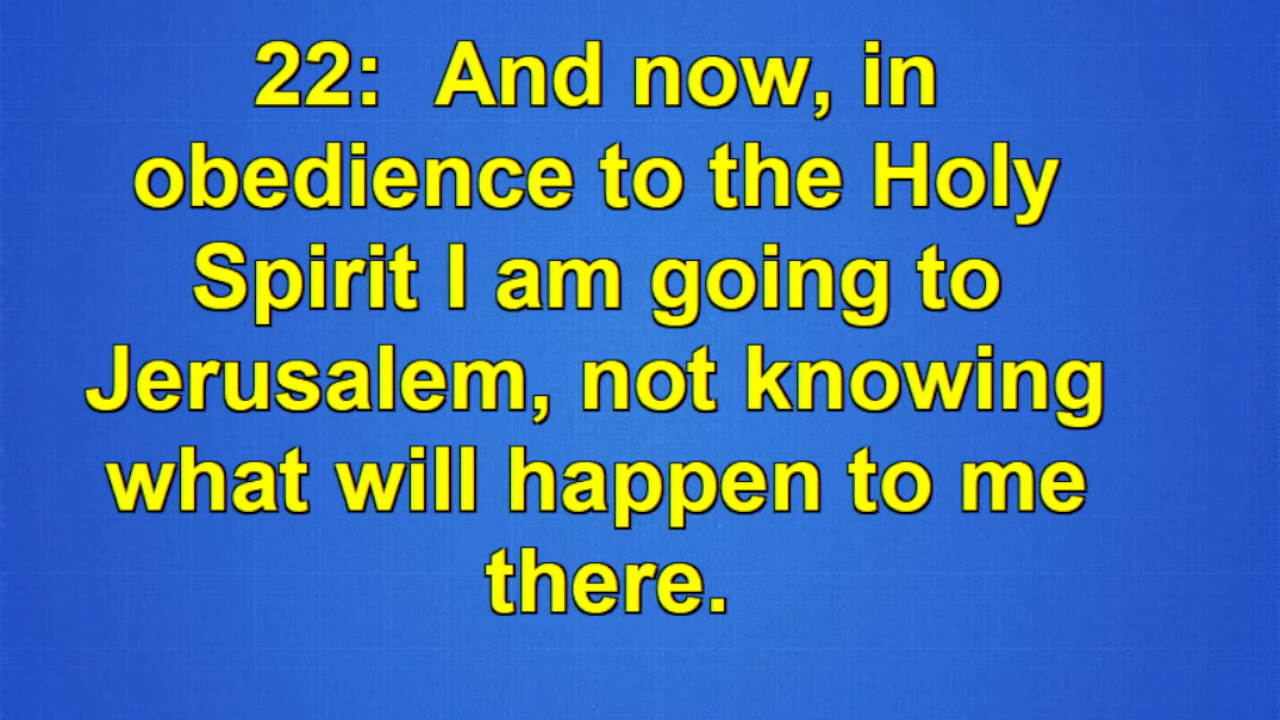 22:  And now, in
obedience to the Holy
Spirit I am going to
Jerusalem, not knowing
what will happen to me
there.